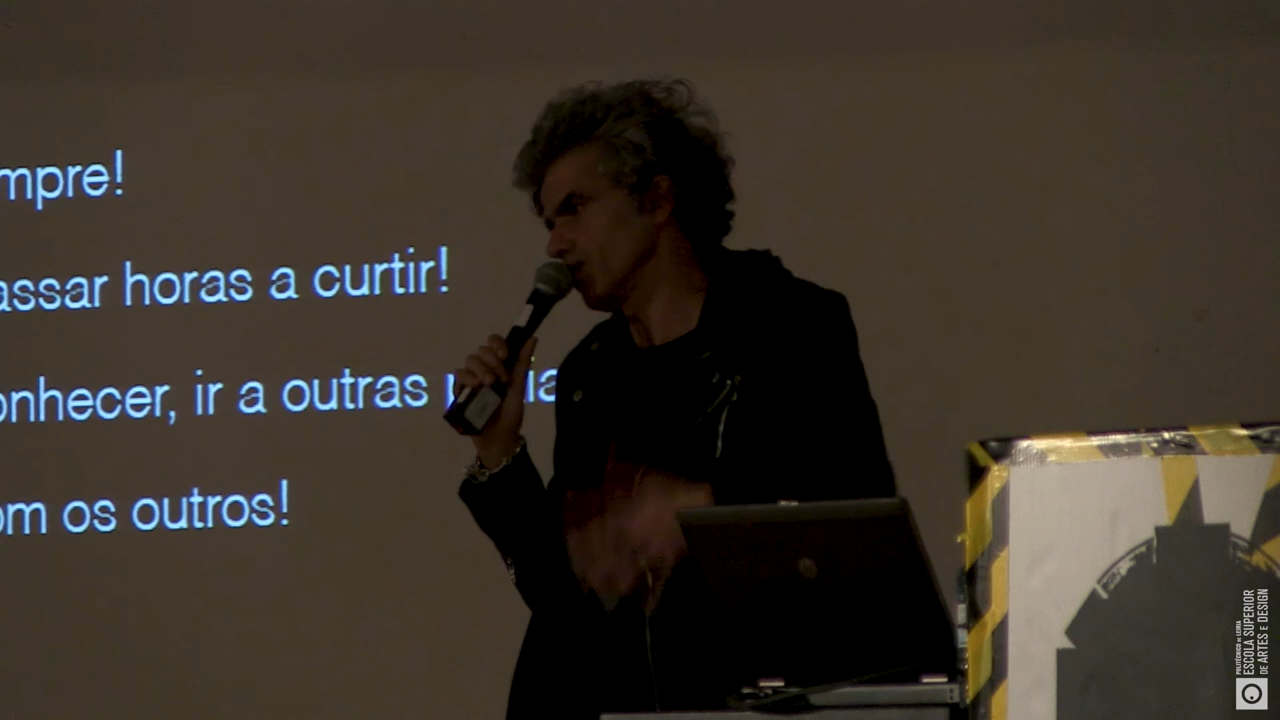 mpre!
assar horas a curtir!
onhecer, ir a outras
om os outros!
POLITÉCNICO DE LEIRIA
ESCOLA SUPERIOR
DE ARTES E DESIGN